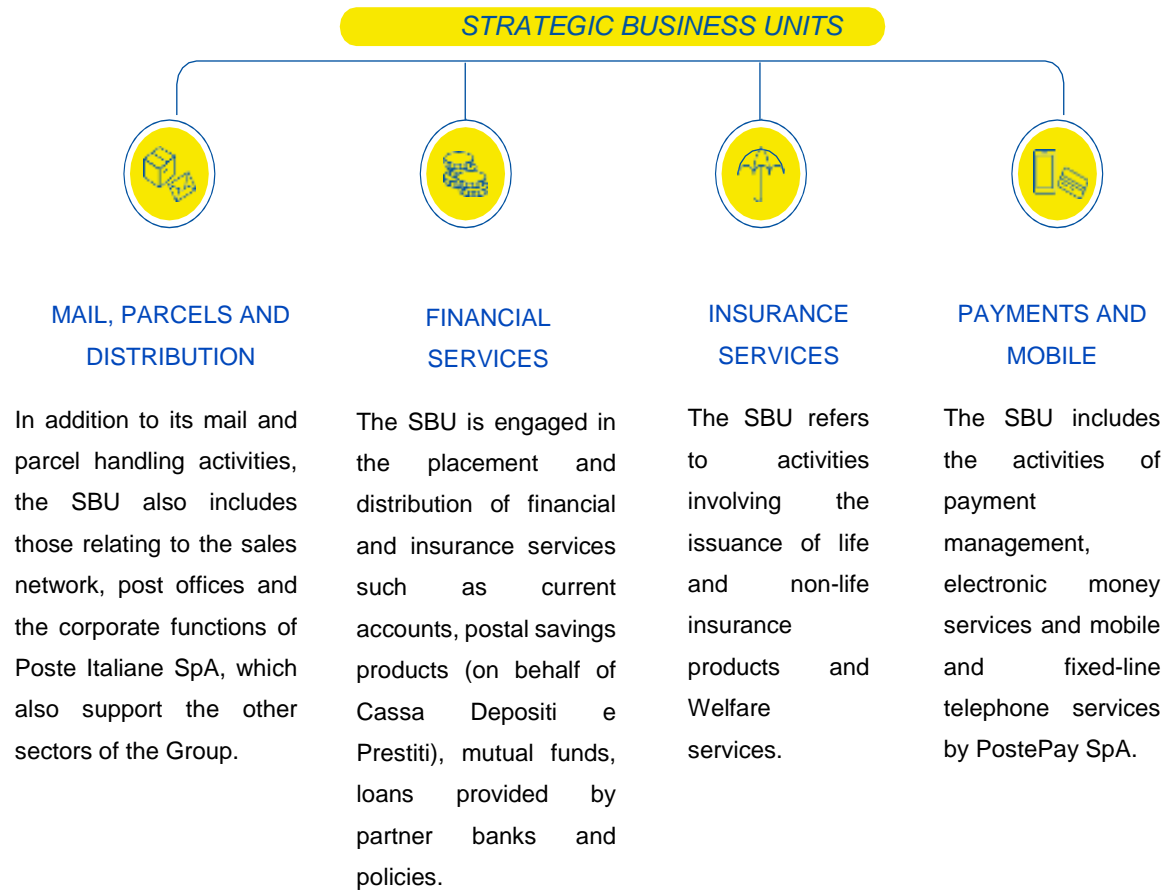 STRATEGIC BUSINESS UNITS
MAIL, PARCELS AND
DISTRIBUTION
In addition to its mail and
parcel handling activities,
the SBU also includes
those relating to the sales
network, post offices and
the corporate functions of
Poste Italiane SpA, which
also support the other
sectors of the Group.
FINANCIAL
SERVICES
The SBU is engaged in
the placement and
distribution of financial
and insurance services
such as current
accounts, postal savings
products (on behalf of
Cassa Depositi e
Prestiti), mutual funds,
loans provided by
partner banks and
policies.
INSURANCE
SERVICES
The SBU refers
to activities
involving the
issuance of life
and non-life
insurance
products and
Welfare
services.
PAYMENTS AND
MOBILE
The SBU includes
the activities of
payment
management,
electronic money
services and mobile
and fixed-line
telephone services
by PostePay SpA.